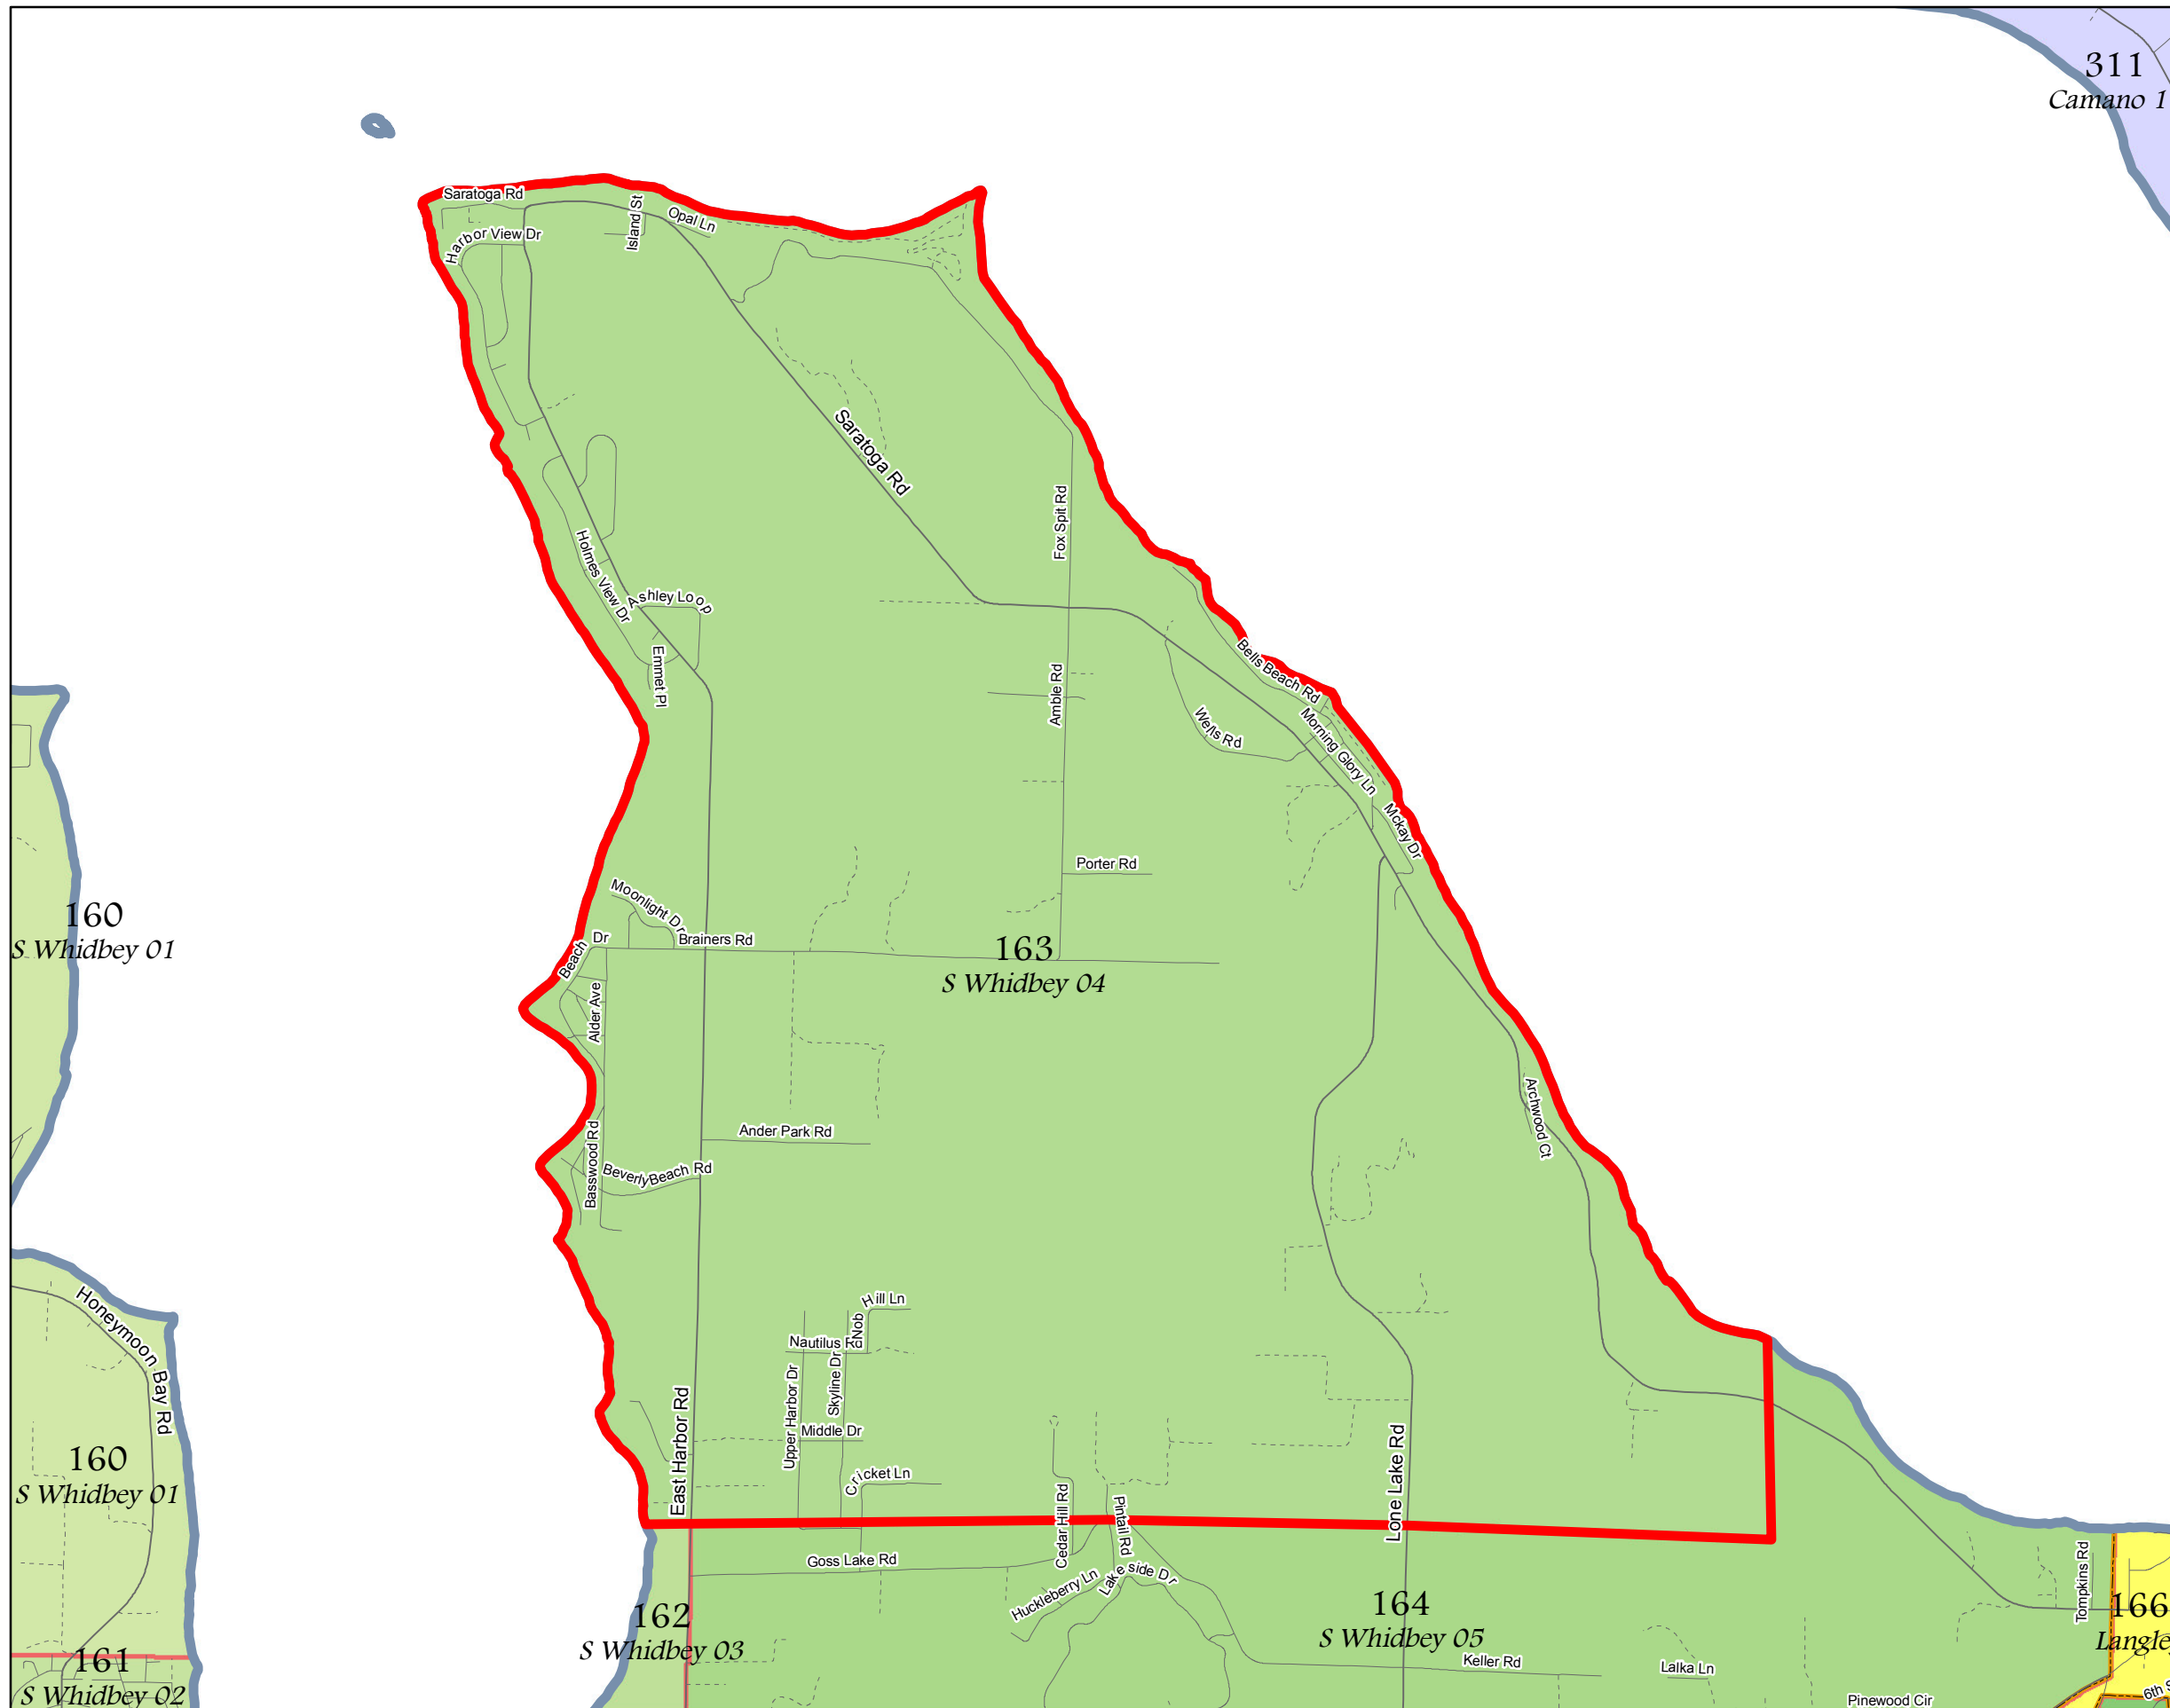 311
Camano 1
Saratoga Rd
Harbor View Dr
Island St
Opal Ln
Saratoga Rd
Fox Spit Rd
Holmes View Dr
Ashley Loop
Emmet Pl
Amble Rd
Bells Beach Rd
Wells Rd
Morning Glory Ln
Mckay Dr
Porter Rd
Moonlight Dr
Brainers Rd
Beach Dr
Alder Ave
160
S Whidbey 01
163
S Whidbey 04
Archwood Ct
Ander Park Rd
Basswood Rd
BeverlyBeach Rd
Honeymoon Bay Rd
Nob Hill Ln
Nautilus Rd
Skyline Dr
Upper Harbor Dr
Middle Dr
Cricket Ln
East Harbor Rd
Lone Lake Rd
Cedar Hill Rd
Pintail Rd
160
S Whidbey 01
Goss Lake Rd
Huckleberry Ln
Lakeside Dr
Tompkins Rd
162
S Whidbey 03
164
S Whidbey 05
166
Langle
161
S Whidbey 02
Keller Rd
Lalka Ln
Pinewood Cir
6th S